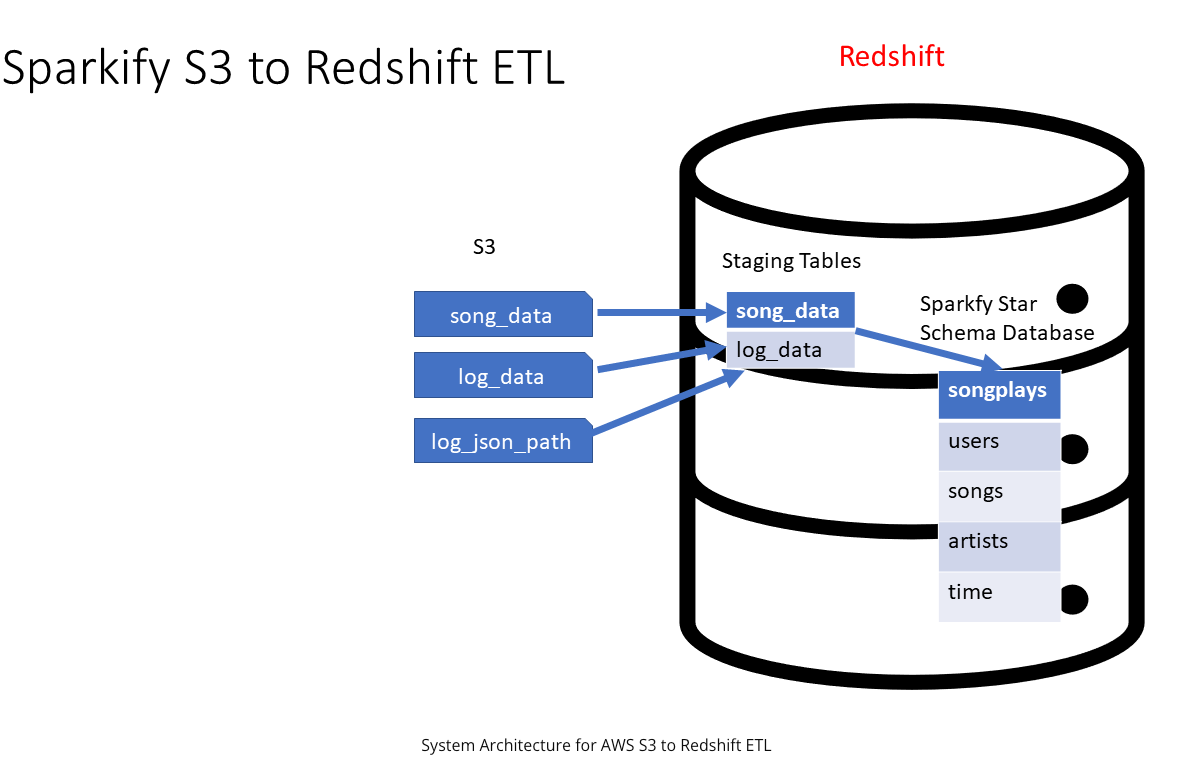 Sparkify S3 to Redshift ETL
Redshift
S3
song_data
log_data
log_json_path
Staging Tables
song_data
log_data
Sparkfy Star
Schema Database
songplays
users
songs
artists
time
System Architecture for AWS S3 to Redshift ETL